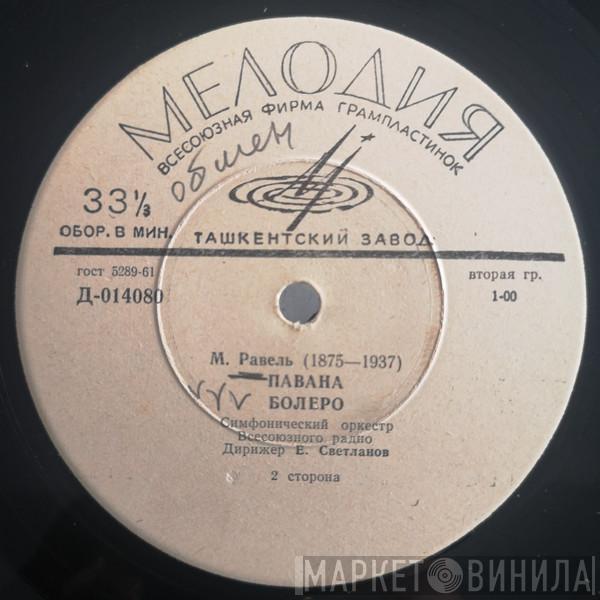 МЕЛОДИЯ
ВСЕСОЮЗНАЯ ФИРМА ГРАМПЛАСТИНОК
обмен
33⅓
ОБОР. В МИН.
ТАШКЕНТСКИЙ ЗАВОД
гост 5289-61
Д-014080
вторая гр.
1-00
М. Равель (1875—1937)
ПАВАНА
БОЛЕРО
Симфонический оркестр
Всесоюзного радио
Дирижер Е. Светланов
2 сторона
МАРКЕТ ВИНИЛА